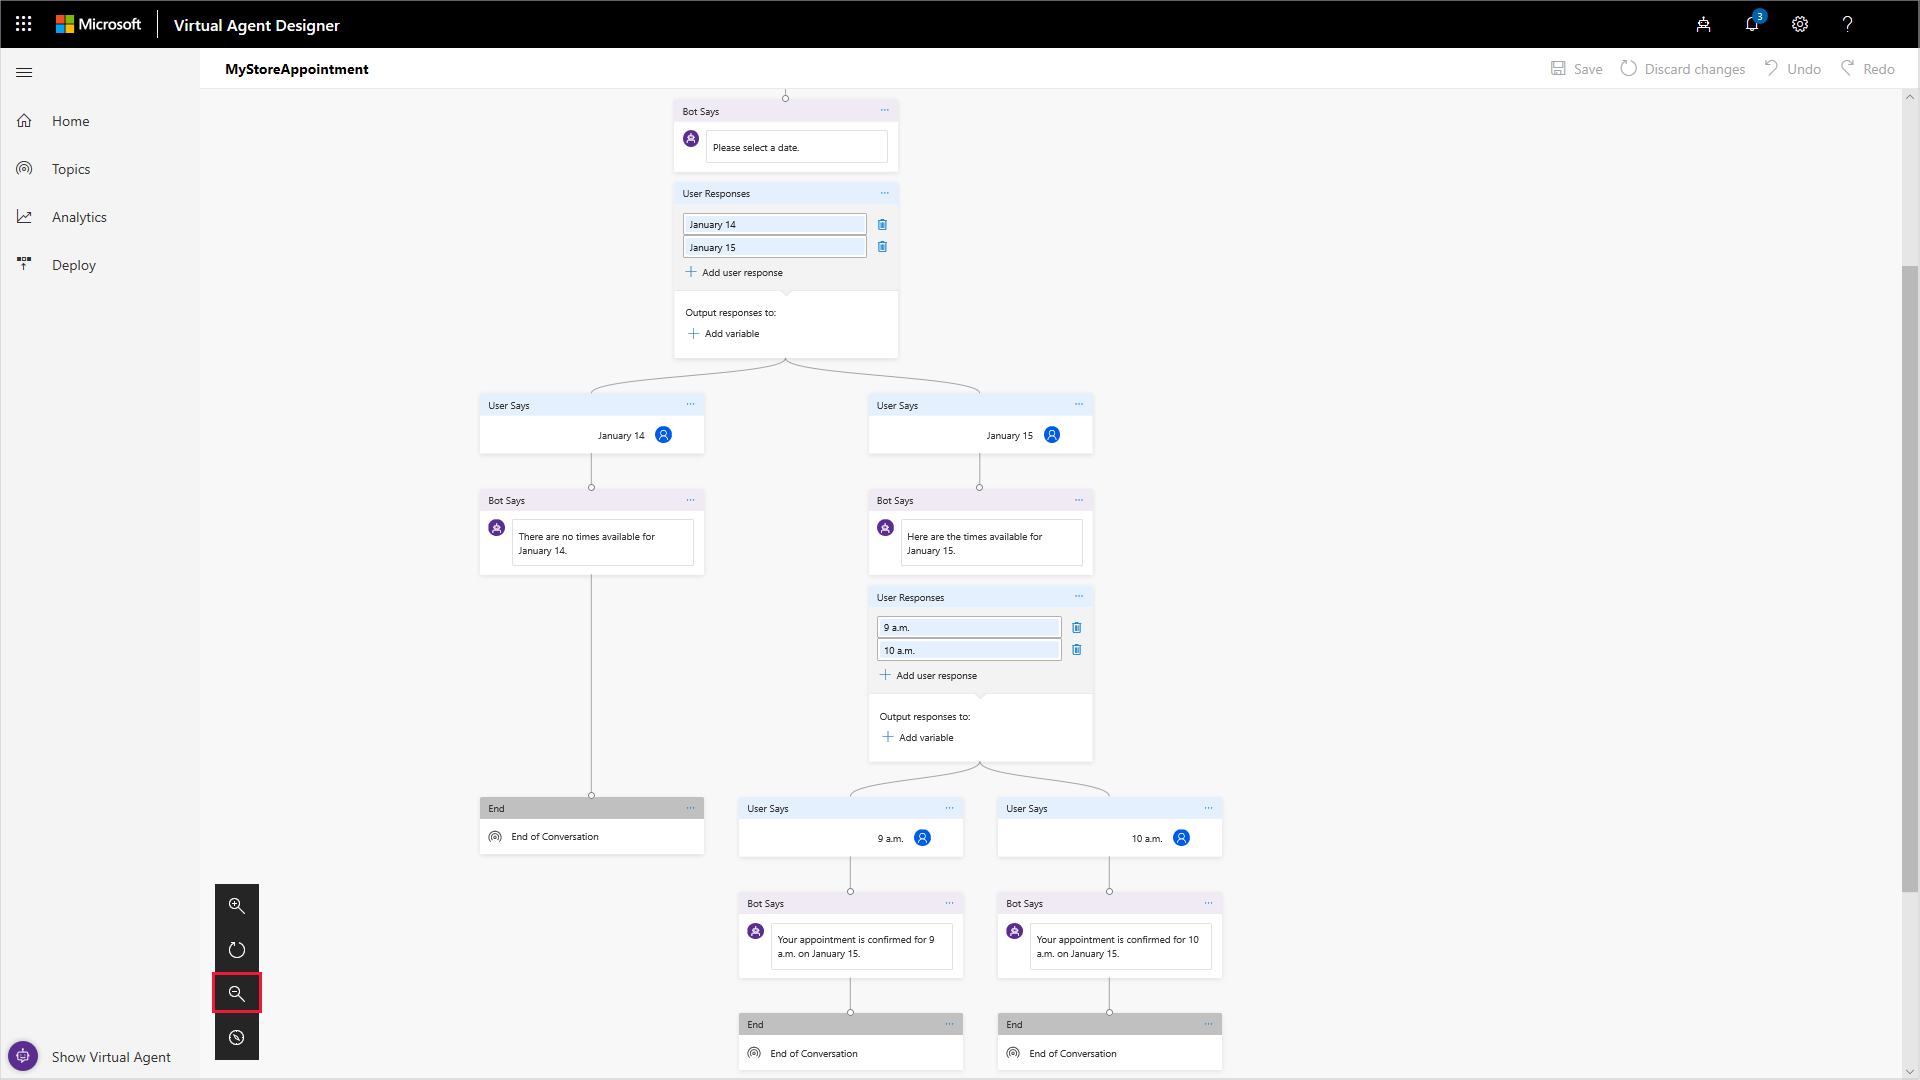 Microsoft
Virtual Agent Designer
3
?
MyStoreAppointment
Save
Discard changes
Undo
Redo
Home
Topics
Analytics
Deploy
Show Virtual Agent
Bot Says
Please select a date.
User Responses
January 14
January 15
Add user response
Output responses to:
Add variable
User Says
January 14
User Says
January 15
Bot Says
There are no times available for
January 14.
Bot Says
Here are the times available for
January 15.
User Responses
9 a.m.
10 a.m.
Add user response
Output responses to:
Add variable
End
End of Conversation
User Says
9 a.m.
User Says
10 a.m.
Bot Says
Your appointment is confirmed for 9
a.m. on January 15.
Bot Says
Your appointment is confirmed for 10
a.m. on January 15.
End
End of Conversation
End
End of Conversation